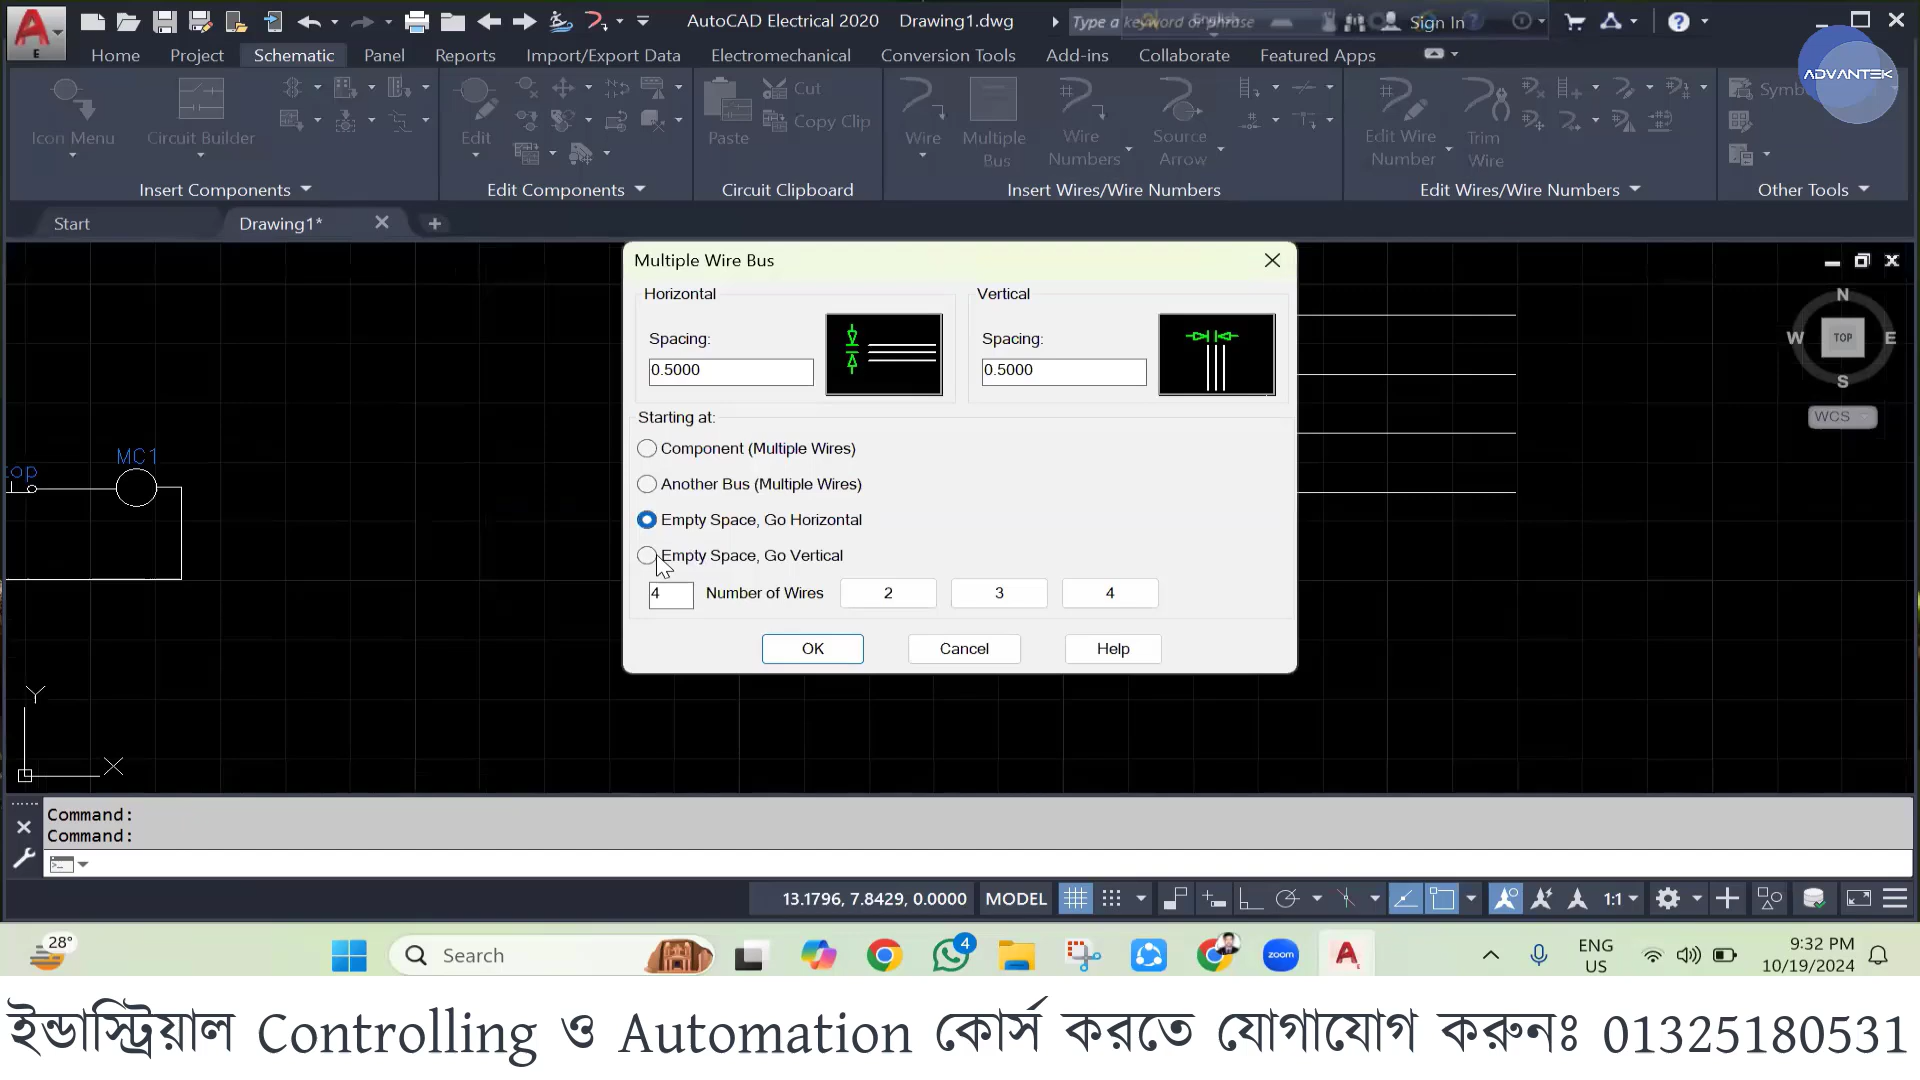 AutoCAD Electrical 2020 Drawing1.dwg
Type a keyword or phrase
Sign In
Home Project Schematic Panel Reports Import/Export Data Electromechanical Conversion Tools Add-ins Collaborate Featured Apps
ADVANTEK
Icon Menu
Circuit Builder
Edit
Paste
Cut
Copy Clip
Wire
Multiple Bus
Wire Numbers
Source Arrow
Edit Wire Number
Trim Wire
Insert Components
Edit Components
Circuit Clipboard
Insert Wires/Wire Numbers
Edit Wires/Wire Numbers
Other Tools
Start
Drawing1*
Multiple Wire Bus
Horizontal
Vertical
Spacing:
0.5000
Spacing:
0.5000
Starting at:
Component (Multiple Wires)
Another Bus (Multiple Wires)
Empty Space, Go Horizontal
Empty Space, Go Vertical
4 Number of Wires 2 3 4
OK Cancel Help
MC1
top
N
W TOP E
S
WCS
Y
X
Command:
Command:
13.1796, 7.8429, 0.0000 MODEL
1:1
28°
Search
4
zoom
ENG
US
9:32 PM
10/19/2024
ইন্ডাস্ট্রিয়াল Controlling ও Automation কোর্স করতে যোগাযোগ করুনঃ 01325180531